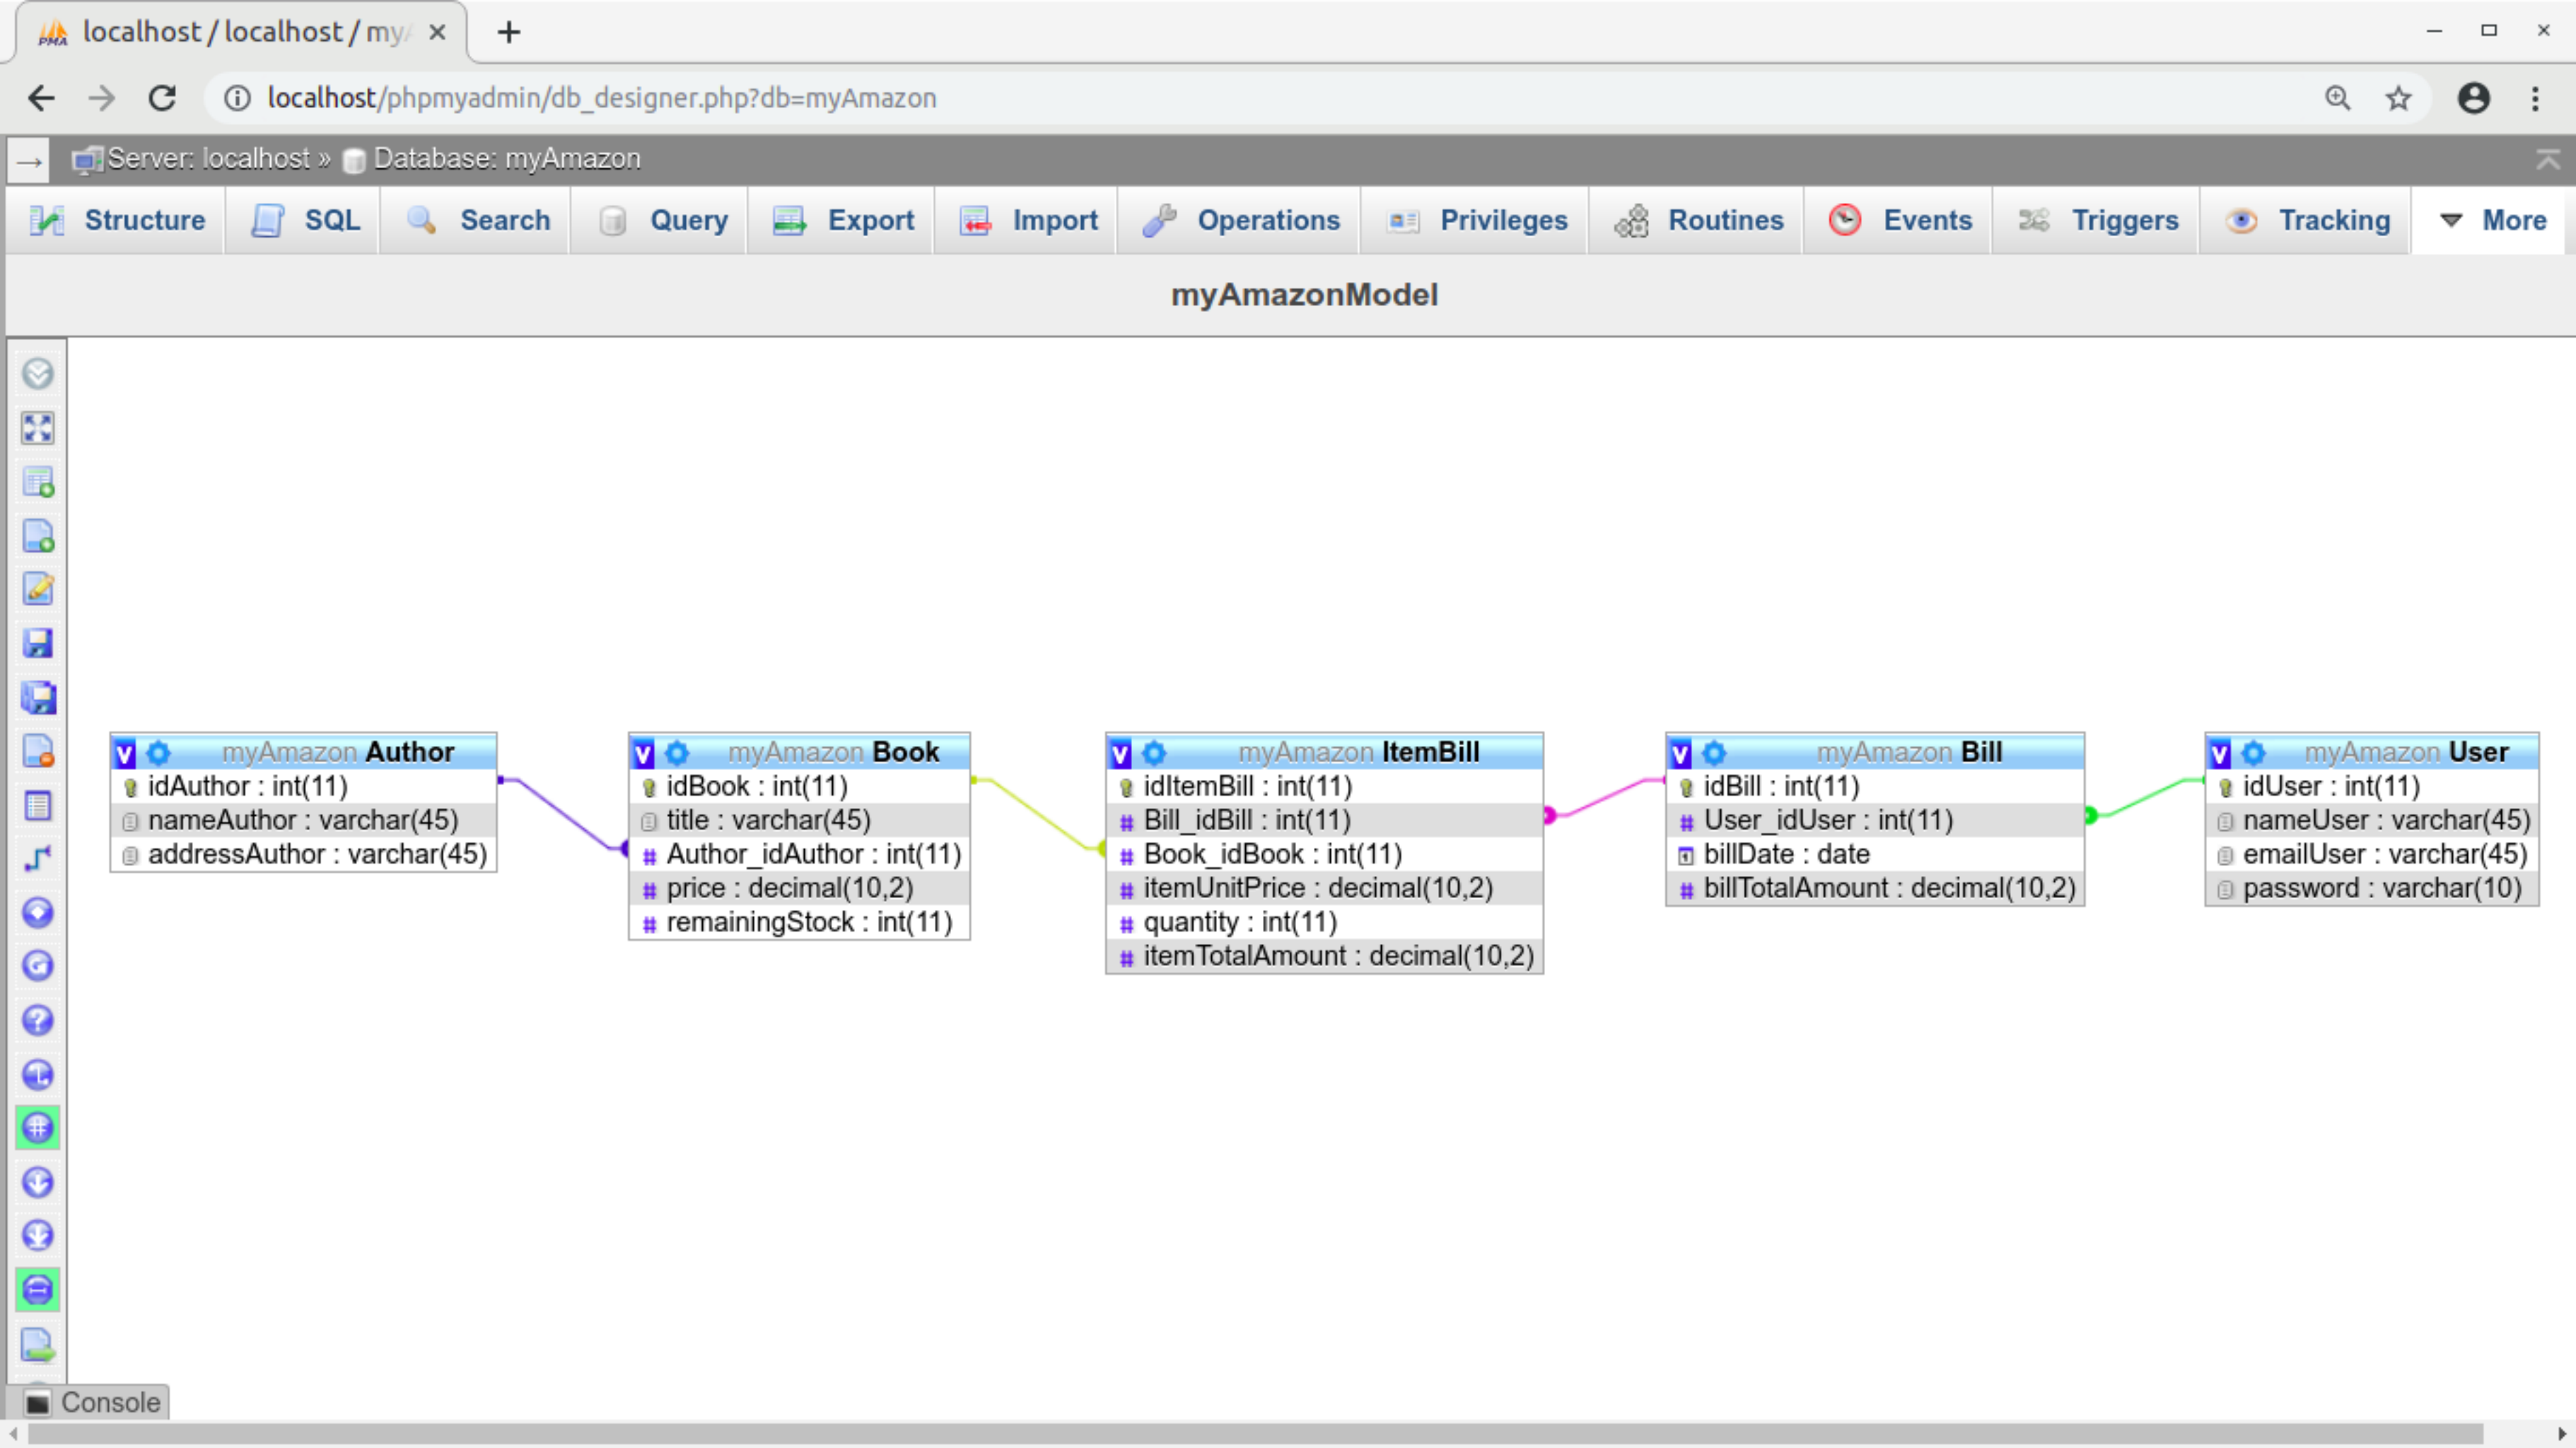 localhost / localhost / my
localhost/phpmyadmin/db_designer.php?db=myAmazon
Server: localhost » Database: myAmazon
Structure SQL Search Query Export Import Operations Privileges Routines Events Triggers Tracking More
myAmazonModel
V myAmazon Author
idAuthor : int(11)
nameAuthor : varchar(45)
addressAuthor : varchar(45)
V myAmazon Book
idBook : int(11)
title : varchar(45)
# Author_idAuthor : int(11)
# price : decimal(10,2)
# remainingStock : int(11)
V myAmazon ItemBill
idItemBill : int(11)
# Bill_idBill : int(11)
# Book_idBook : int(11)
# itemUnitPrice : decimal(10,2)
# quantity : int(11)
# itemTotalAmount : decimal(10,2)
V myAmazon Bill
idBill : int(11)
# User_idUser : int(11)
billDate : date
# billTotalAmount : decimal(10,2)
V myAmazon User
idUser : int(11)
nameUser : varchar(45)
emailUser : varchar(45)
password : varchar(10)
Console